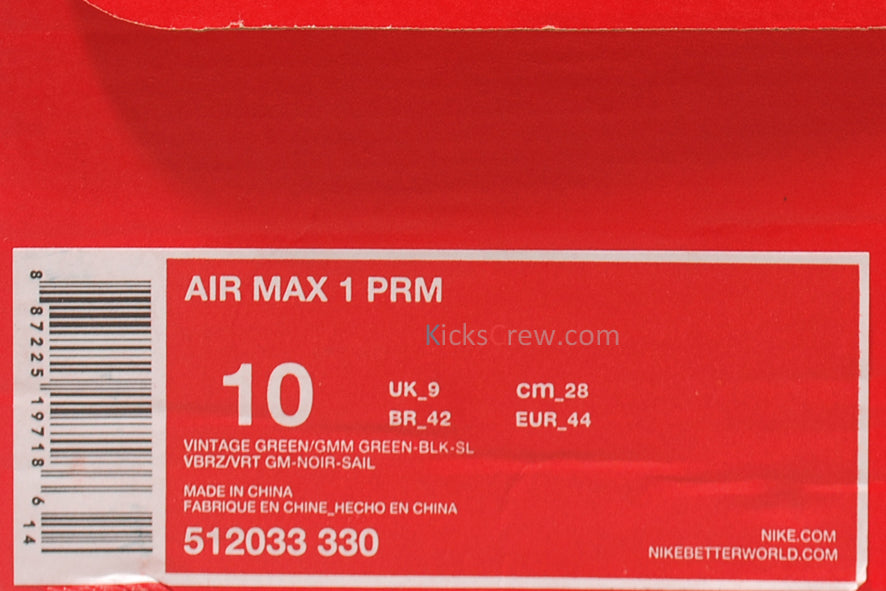 AIR MAX 1 PRM
KicksCrew.com
10
UK_9 cm_28
BR_42 EUR_44
VINTAGE GREEN/GMM GREEN-BLK-SL
VBRZ/VRT GM-NOIR-SAIL
MADE IN CHINA
FABRIQUE EN CHINE_HECHO EN CHINA
512033 330
NIKE.COM
NIKEBETTERWORLD.COM
8 87225 19718 6 14